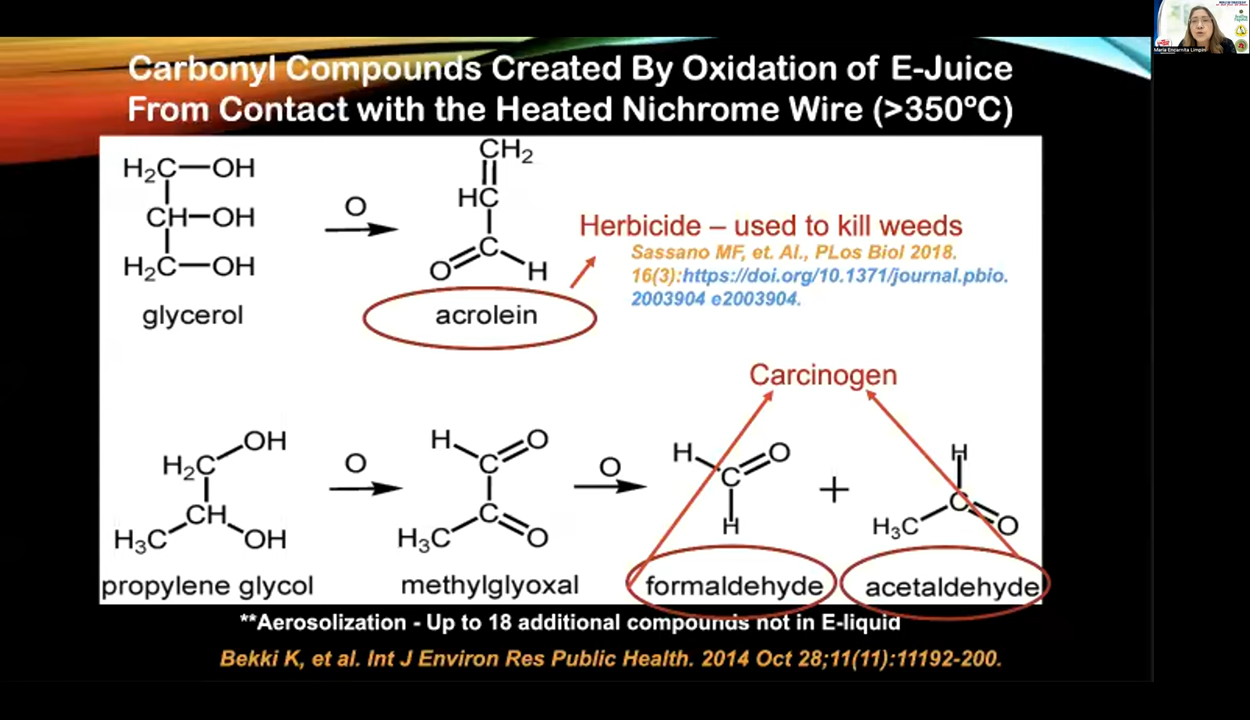 Carbonyl Compounds Created By Oxidation of E-Juice
From Contact with the Heated Nichrome Wire (>350ºC)
H₂C—OH
CH—OH
H₂C—OH
glycerol
O
CH₂
HC
C
O
H
acrolein
Herbicide – used to kill weeds
Sassano MF, et. Al., PLos Biol 2018.
16(3):https://doi.org/10.1371/journal.pbio.
2003904 e2003904.
Carcinogen
OH
H₂C
CH
H₃C
OH
propylene glycol
O
H
O
C
C
H₃C
O
methylglyoxal
O
H
O
C
H
formaldehyde
+
H
C
H₃C
O
acetaldehyde
**Aerosolization - Up to 18 additional compounds not in E-liquid
Bekki K, et al. Int J Environ Res Public Health. 2014 Oct 28;11(11):11192-200.
Maria Encarnita Limpin